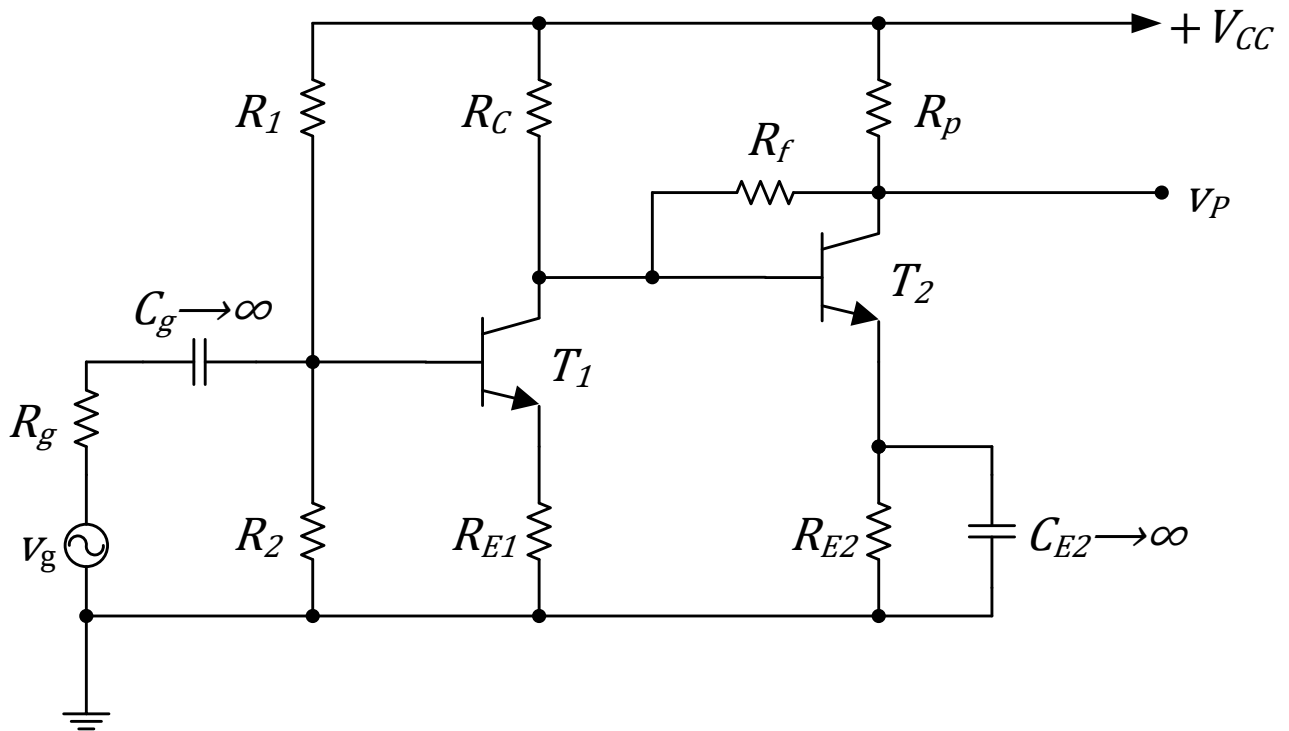 + V_CC
R_1
R_C
R_p
R_f
v_P
T_2
C_g→∞
T_1
R_g
v_g
R_2
R_E1
R_E2
C_E2→∞